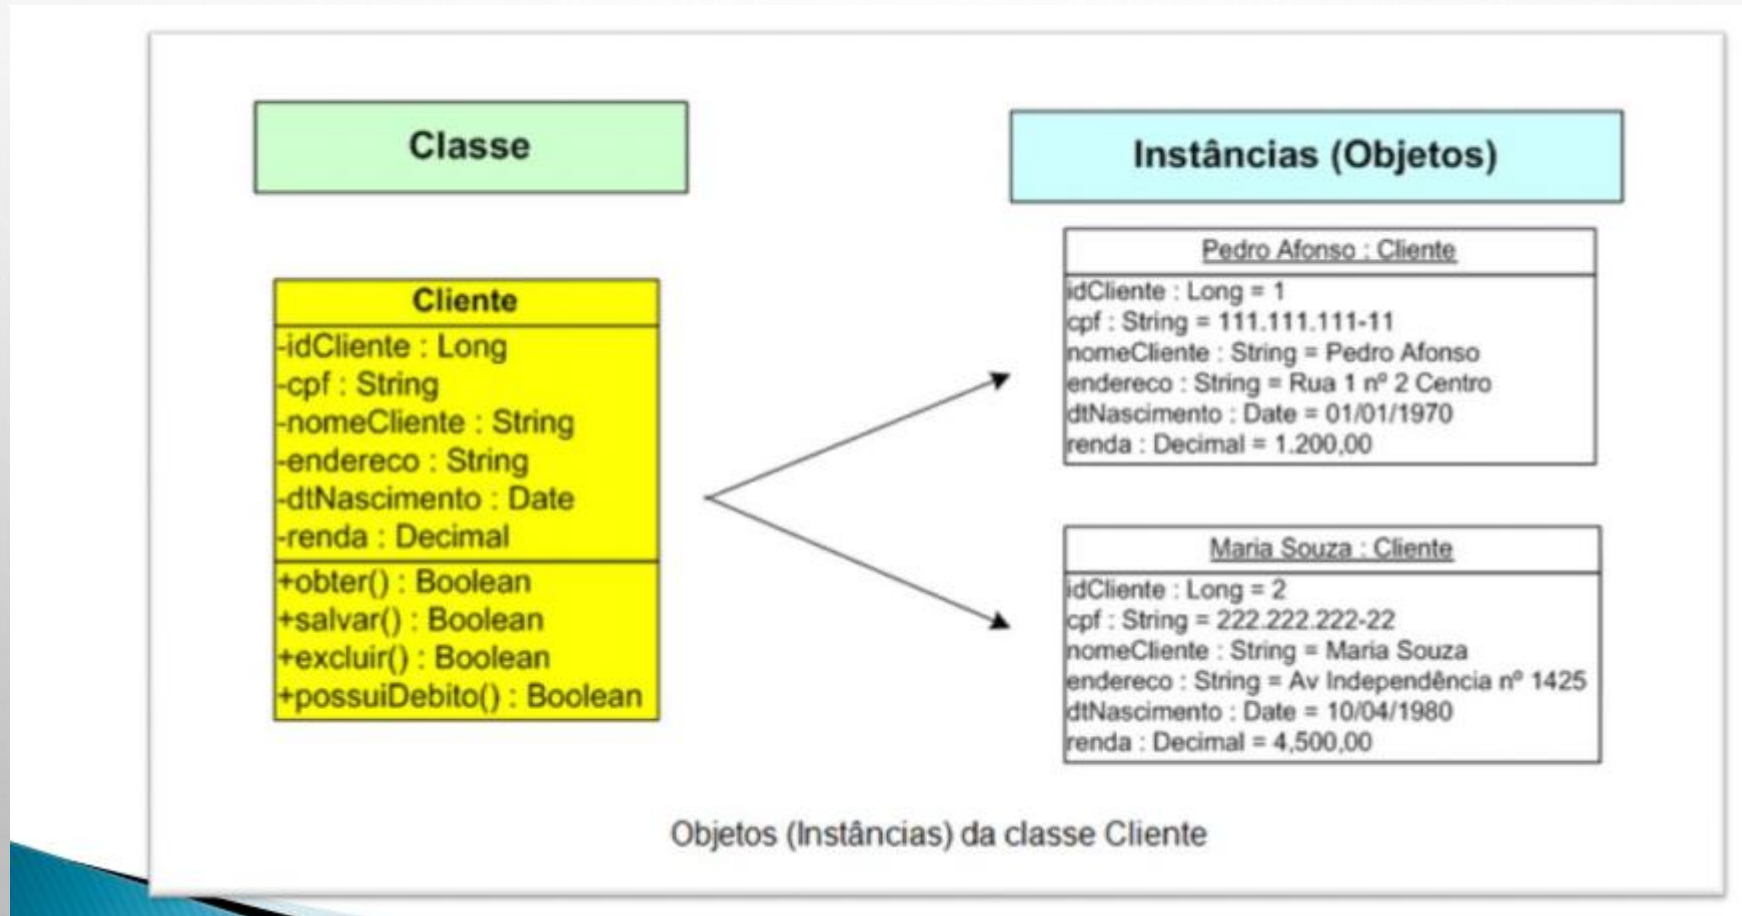 Classe
Cliente
-idCliente : Long
-cpf : String
-nomeCliente : String
-endereco : String
-dtNascimento : Date
-renda : Decimal
+obter() : Boolean
+salvar() : Boolean
+excluir() : Boolean
+possuiDebito() : Boolean
Instâncias (Objetos)
Pedro Afonso : Cliente
idCliente : Long = 1
cpf : String = 111.111.111-11
nomeCliente : String = Pedro Afonso
endereco : String = Rua 1 nº 2 Centro
dtNascimento : Date = 01/01/1970
renda : Decimal = 1.200,00
Maria Souza : Cliente
idCliente : Long = 2
cpf : String = 222.222.222-22
nomeCliente : String = Maria Souza
endereco : String = Av Independência nº 1425
dtNascimento : Date = 10/04/1980
renda : Decimal = 4,500,00
Objetos (Instâncias) da classe Cliente